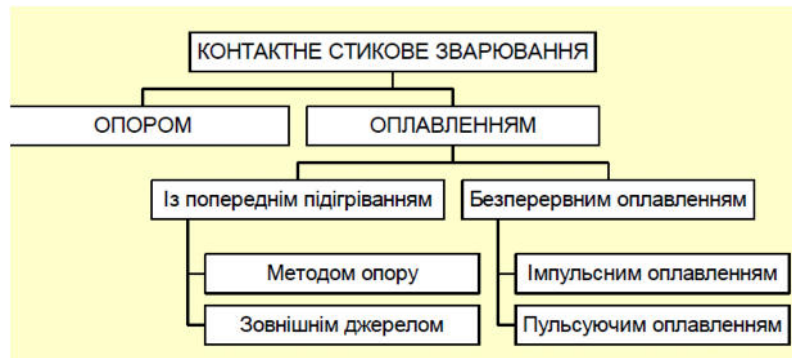 КОНТАКТНЕ СТИКОВЕ ЗВАРЮВАННЯ
ОПОРОМ
ОПЛАВЛЕННЯМ
Із попереднім підігріванням
Безперервним оплавленням
Методом опору
Імпульсним оплавленням
Зовнішнім джерелом
Пульсуючим оплавленням